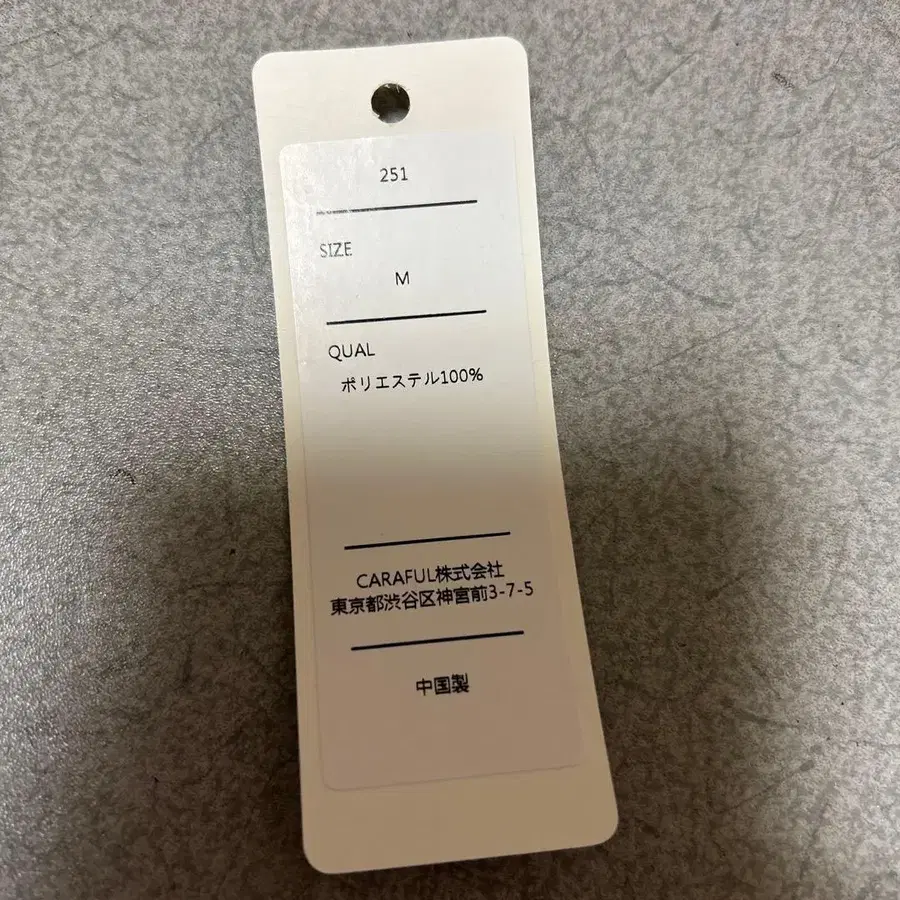 251
SIZE
M
QUAL
ポリエステル100%
CARAFUL株式会社
東京都渋谷区神宮前3-7-5
中国製